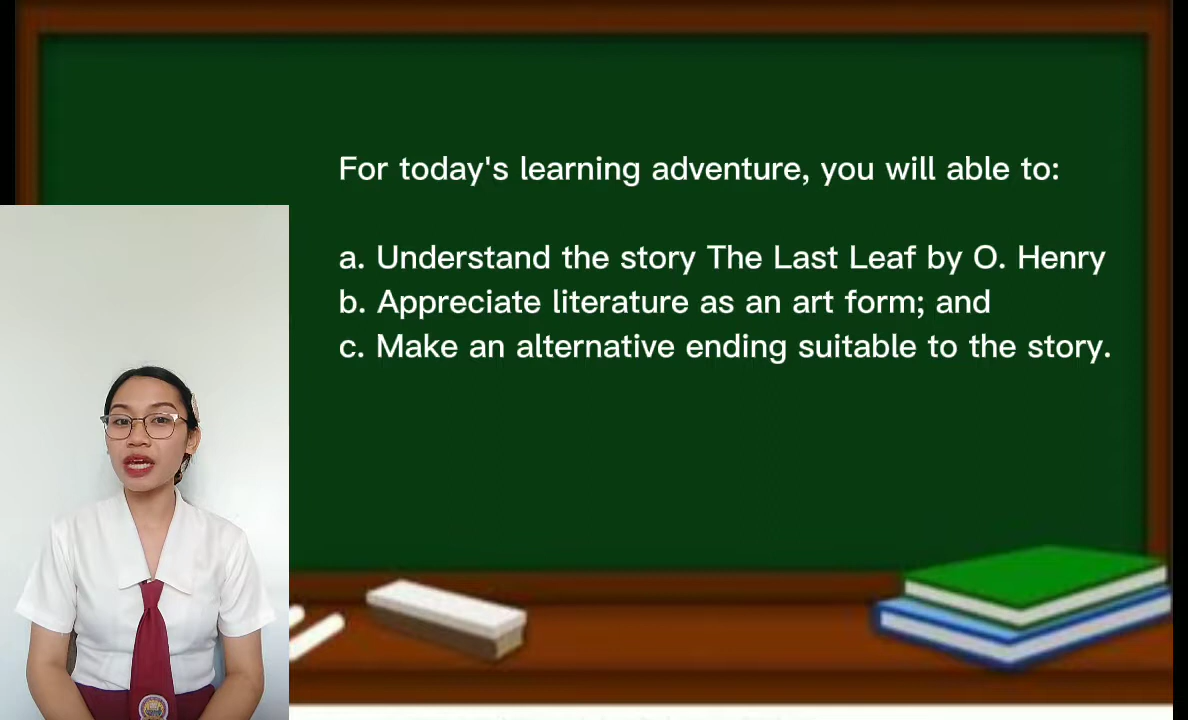 For today's learning adventure, you will able to:
a. Understand the story The Last Leaf by O. Henry
b. Appreciate literature as an art form; and
c. Make an alternative ending suitable to the story.